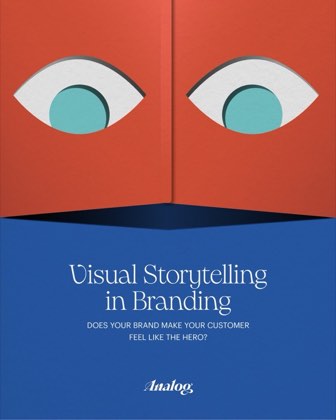 Visual Storytelling
in Branding
DOES YOUR BRAND MAKE YOUR CUSTOMER
FEEL LIKE THE HERO?
Analog.